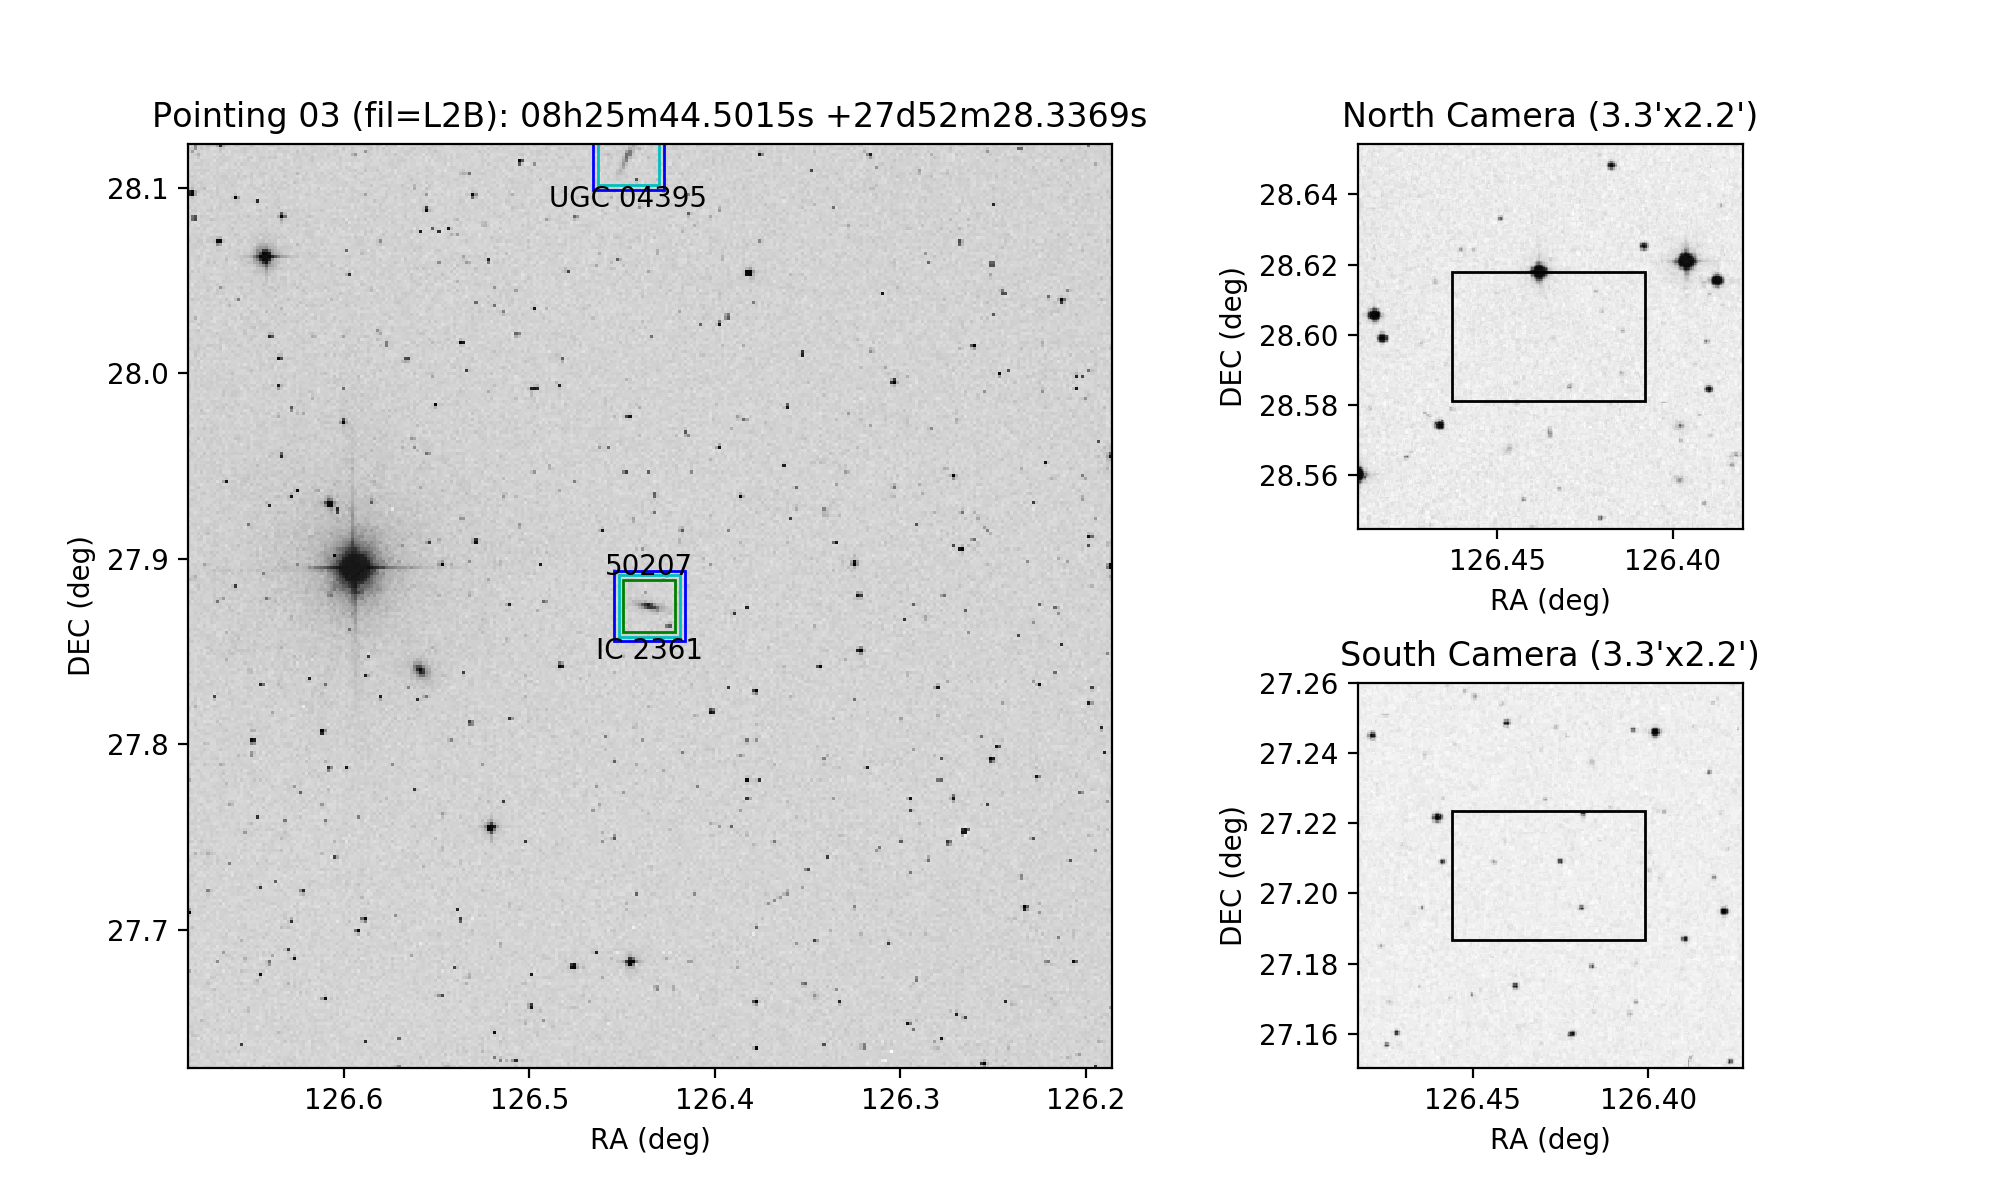 Pointing 03 (fil=L2B): 08h25m44.5015s +27d52m28.3369s
28.1
28.0
27.9
27.8
27.7
DEC (deg)
UGC 04395
50207
IC 2361
126.6
126.5
126.4
126.3
126.2
RA (deg)
North Camera (3.3'x2.2')
28.64
28.62
28.60
28.58
28.56
DEC (deg)
126.45
126.40
RA (deg)
South Camera (3.3'x2.2')
27.26
27.24
27.22
27.20
27.18
27.16
DEC (deg)
126.45
126.40
RA (deg)